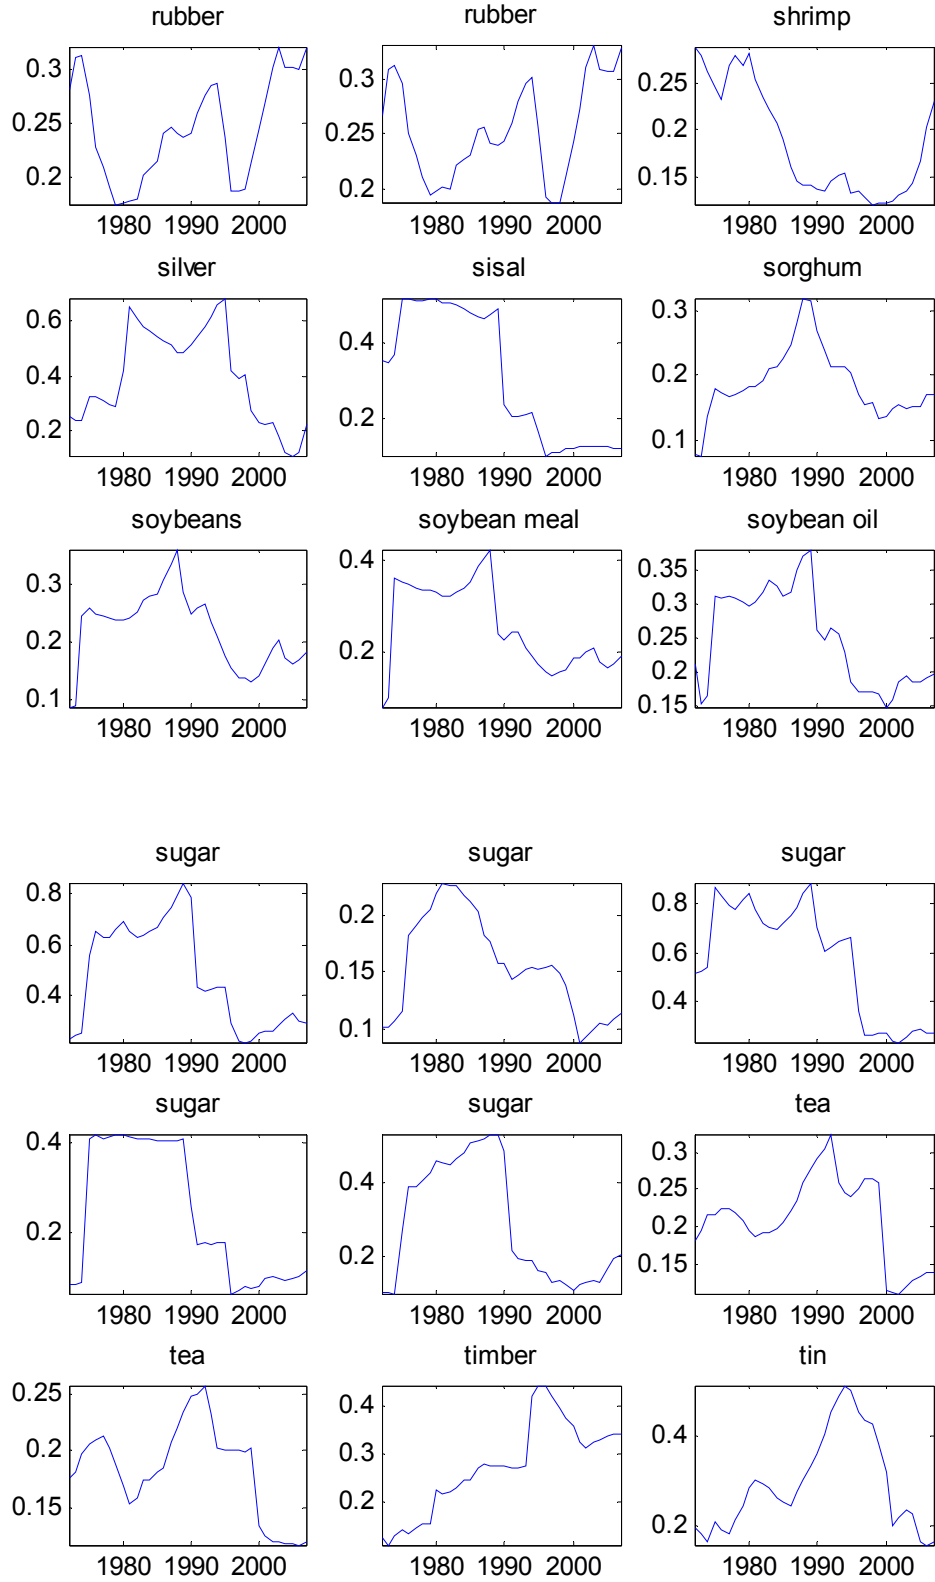 rubber rubber shrimp
0.3 0.3 0.25
0.25 0.25 0.2
0.2 0.2 0.15
1980 1990 2000 1980 1990 2000 1980 1990 2000
silver sisal sorghum
0.6 0.4 0.3
0.4 0.2 0.2
0.2 0.1
1980 1990 2000 1980 1990 2000 1980 1990 2000
soybeans soybean meal soybean oil
0.3 0.4 0.35
0.2 0.2 0.3
0.1 0.25
0.2
0.15
1980 1990 2000 1980 1990 2000 1980 1990 2000
sugar sugar sugar
0.8 0.2 0.8
0.6 0.15 0.6
0.4 0.1 0.4
1980 1990 2000 1980 1990 2000 1980 1990 2000
sugar sugar tea
0.4 0.4 0.3
0.2 0.2 0.25
0.2
0.15
1980 1990 2000 1980 1990 2000 1980 1990 2000
tea timber tin
0.25 0.4 0.4
0.2 0.3 0.2
0.15 0.2
1980 1990 2000 1980 1990 2000 1980 1990 2000